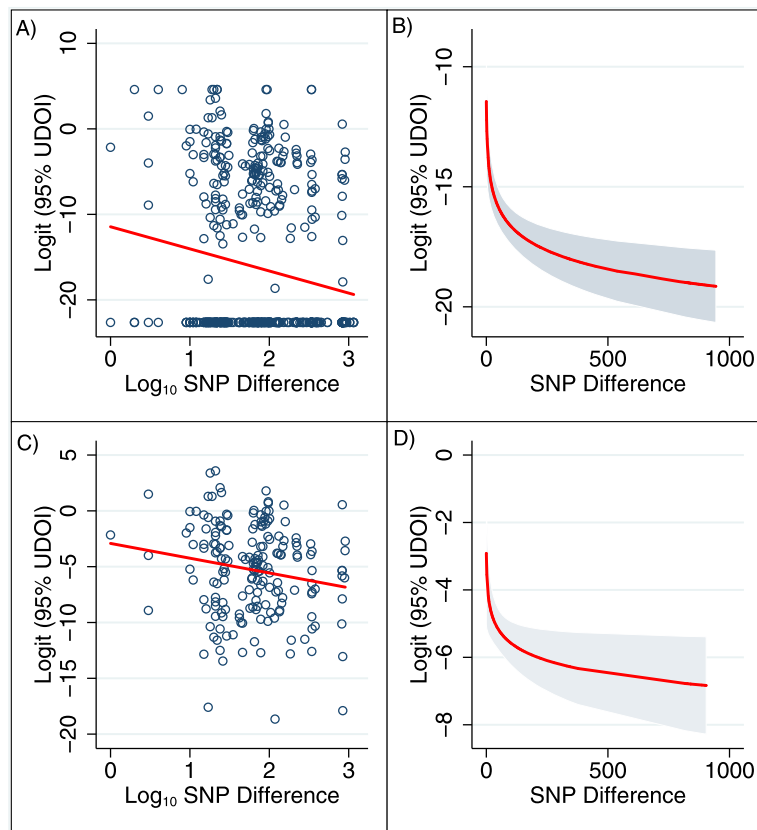 A)
10
0
−10
−20
Logit (95% UDOI)
0 1 2 3
Log₁₀ SNP Difference
B)
−10
−15
−20
Logit (95% UDOI)
0 500 1000
SNP Difference
C)
5
0
−5
−10
−15
−20
Logit (95% UDOI)
0 1 2 3
Log₁₀ SNP Difference
D)
0
−2
−4
−6
−8
Logit (95% UDOI)
0 500 1000
SNP Difference